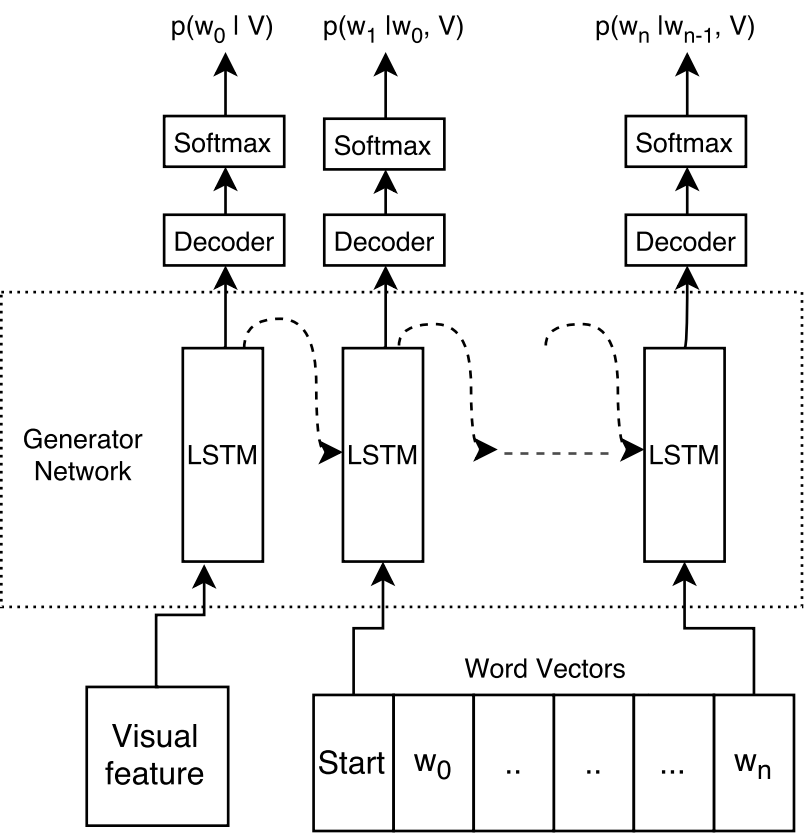 p(w0 | V) p(w1 |w0, V) p(wn |wn-1, V)
Softmax Softmax Softmax
Decoder Decoder Decoder
Generator
Network
LSTM LSTM LSTM
Word Vectors
Visual
feature
Start w0 .. .. ... wn